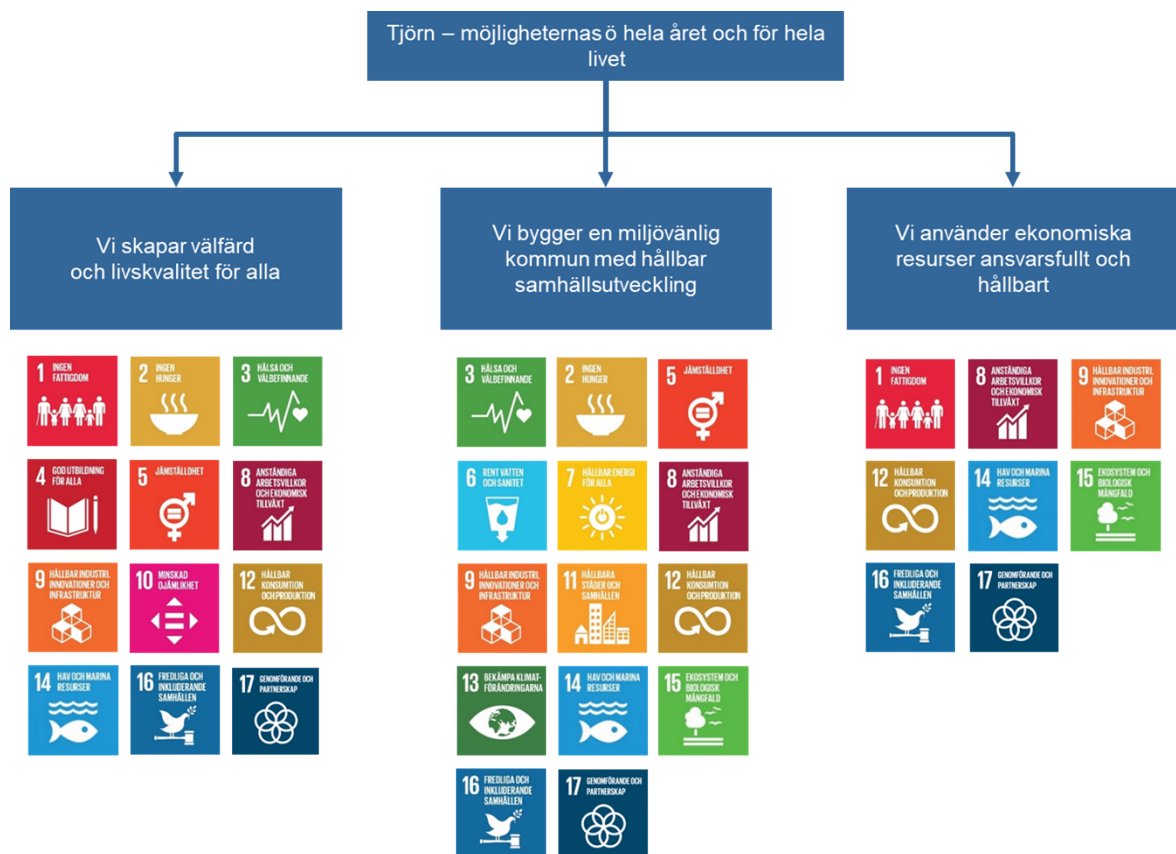 Tjörn – möjligheternas ö hela året och för hela
livet
Vi skapar välfärd
och livskvalitet för alla
Vi bygger en miljövänlig
kommun med hållbar
samhällsutveckling
Vi använder ekonomiska
resurser ansvarsfullt och
hållbart
1 INGEN
FATTIGDOM
2 INGEN
HUNGER
3 HÄLSA OCH
VÄLBEFINNANDE
4 GOD UTBILDNING
FÖR ALLA
5 JÄMSTÄLLDHET
8 ANSTÄNDIGA
ARBETSVILLKOR
OCH EKONOMISK
TILLVÄXT
9 HÅLLBAR INDUSTRI,
INNOVATIONER OCH
INFRASTRUKTUR
10 MINSKAD
OJÄMLIKHET
12 HÅLLBAR
KONSUMTION
OCH PRODUKTION
14 HAV OCH MARINA
RESURSER
16 FREDLIGA OCH
INKLUDERANDE
SAMHÄLLEN
17 GENOMFÖRANDE OCH
PARTNERSKAP
3 HÄLSA OCH
VÄLBEFINNANDE
2 INGEN
HUNGER
5 JÄMSTÄLLDHET
6 RENT VATTEN
OCH SANITET
7 HÅLLBAR ENERGI
FÖR ALLA
8 ANSTÄNDIGA
ARBETSVILLKOR
OCH EKONOMISK
TILLVÄXT
9 HÅLLBAR INDUSTRI,
INNOVATIONER OCH
INFRASTRUKTUR
11 HÅLLBARA
STÄDER OCH
SAMHÄLLEN
12 HÅLLBAR
KONSUMTION
OCH PRODUKTION
13 BEKÄMPA KLIMAT-
FÖRÄNDRINGARNA
14 HAV OCH MARINA
RESURSER
15 EKOSYSTEM OCH
BIOLOGISK
MÅNGFALD
16 FREDLIGA OCH
INKLUDERANDE
SAMHÄLLEN
17 GENOMFÖRANDE OCH
PARTNERSKAP
1 INGEN
FATTIGDOM
8 ANSTÄNDIGA
ARBETSVILLKOR
OCH EKONOMISK
TILLVÄXT
9 HÅLLBAR INDUSTRI,
INNOVATIONER OCH
INFRASTRUKTUR
12 HÅLLBAR
KONSUMTION
OCH PRODUKTION
14 HAV OCH MARINA
RESURSER
15 EKOSYSTEM OCH
BIOLOGISK
MÅNGFALD
16 FREDLIGA OCH
INKLUDERANDE
SAMHÄLLEN
17 GENOMFÖRANDE OCH
PARTNERSKAP